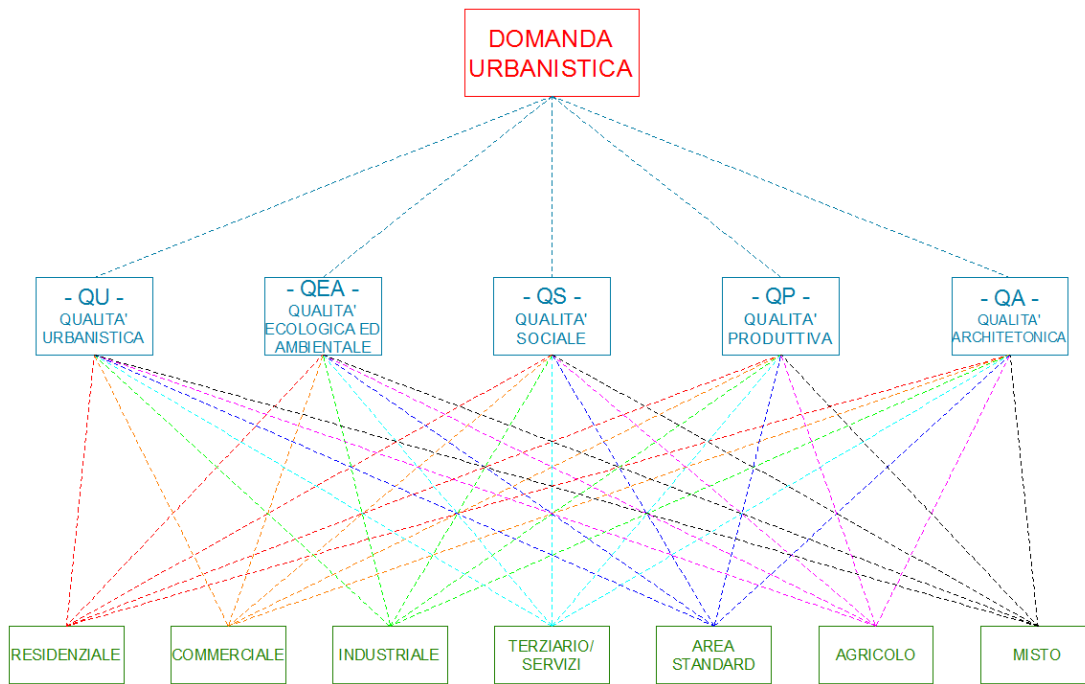 DOMANDA
URBANISTICA
- QU -
QUALITA'
URBANISTICA
- QEA -
QUALITA'
ECOLOGICA ED
AMBIENTALE
- QS -
QUALITA'
SOCIALE
- QP -
QUALITA'
PRODUTTIVA
- QA -
QUALITA'
ARCHITETONICA
RESIDENZIALE
COMMERCIALE
INDUSTRIALE
TERZIARIO/
SERVIZI
AREA
STANDARD
AGRICOLO
MISTO